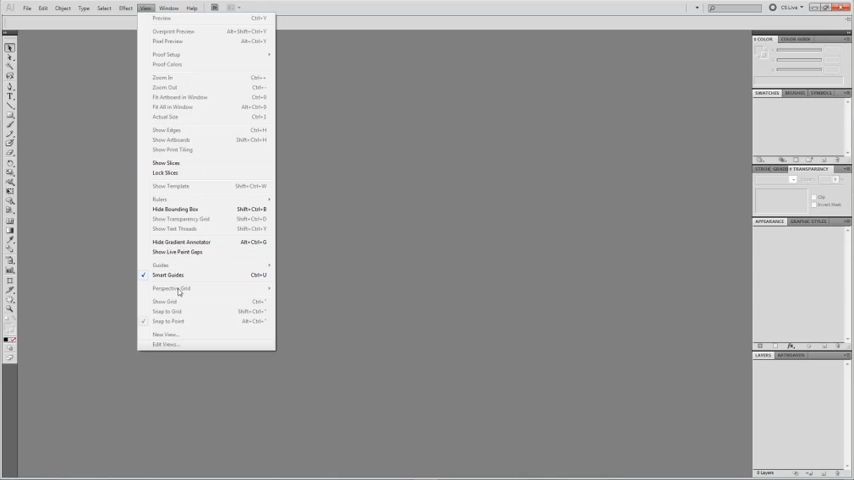 Ai File Edit Object Type Select Effect View Window Help Br CS Live
Preview Ctrl+Y
Overprint Preview Alt+Shift+Ctrl+Y
Pixel Preview Alt+Ctrl+Y
Proof Setup
Proof Colors
Zoom In Ctrl++
Zoom Out Ctrl+-
Fit Artboard in Window Ctrl+0
Fit All in Window Alt+Ctrl+0
Actual Size Ctrl+1
Show Edges Ctrl+H
Show Artboards Shift+Ctrl+H
Show Print Tiling
Show Slices
Lock Slices
Show Template Shift+Ctrl+W
Rulers
Hide Bounding Box Shift+Ctrl+B
Show Transparency Grid Shift+Ctrl+D
Show Text Threads Shift+Ctrl+Y
Hide Gradient Annotator Alt+Ctrl+G
Show Live Paint Gaps
Guides
Smart Guides Ctrl+U
Perspective Grid
Show Grid Ctrl+"
Snap to Grid Shift+Ctrl+"
Snap to Point Alt+Ctrl+"
New View...
Edit Views...
COLOR COLOR GUIDE
SWATCHES BRUSHES SYMBOLS
TRANSPARENCY
Clip
Invert Mask
APPEARANCE GRAPHIC STYLES
LAYERS ARTBOARDS
0 Layers